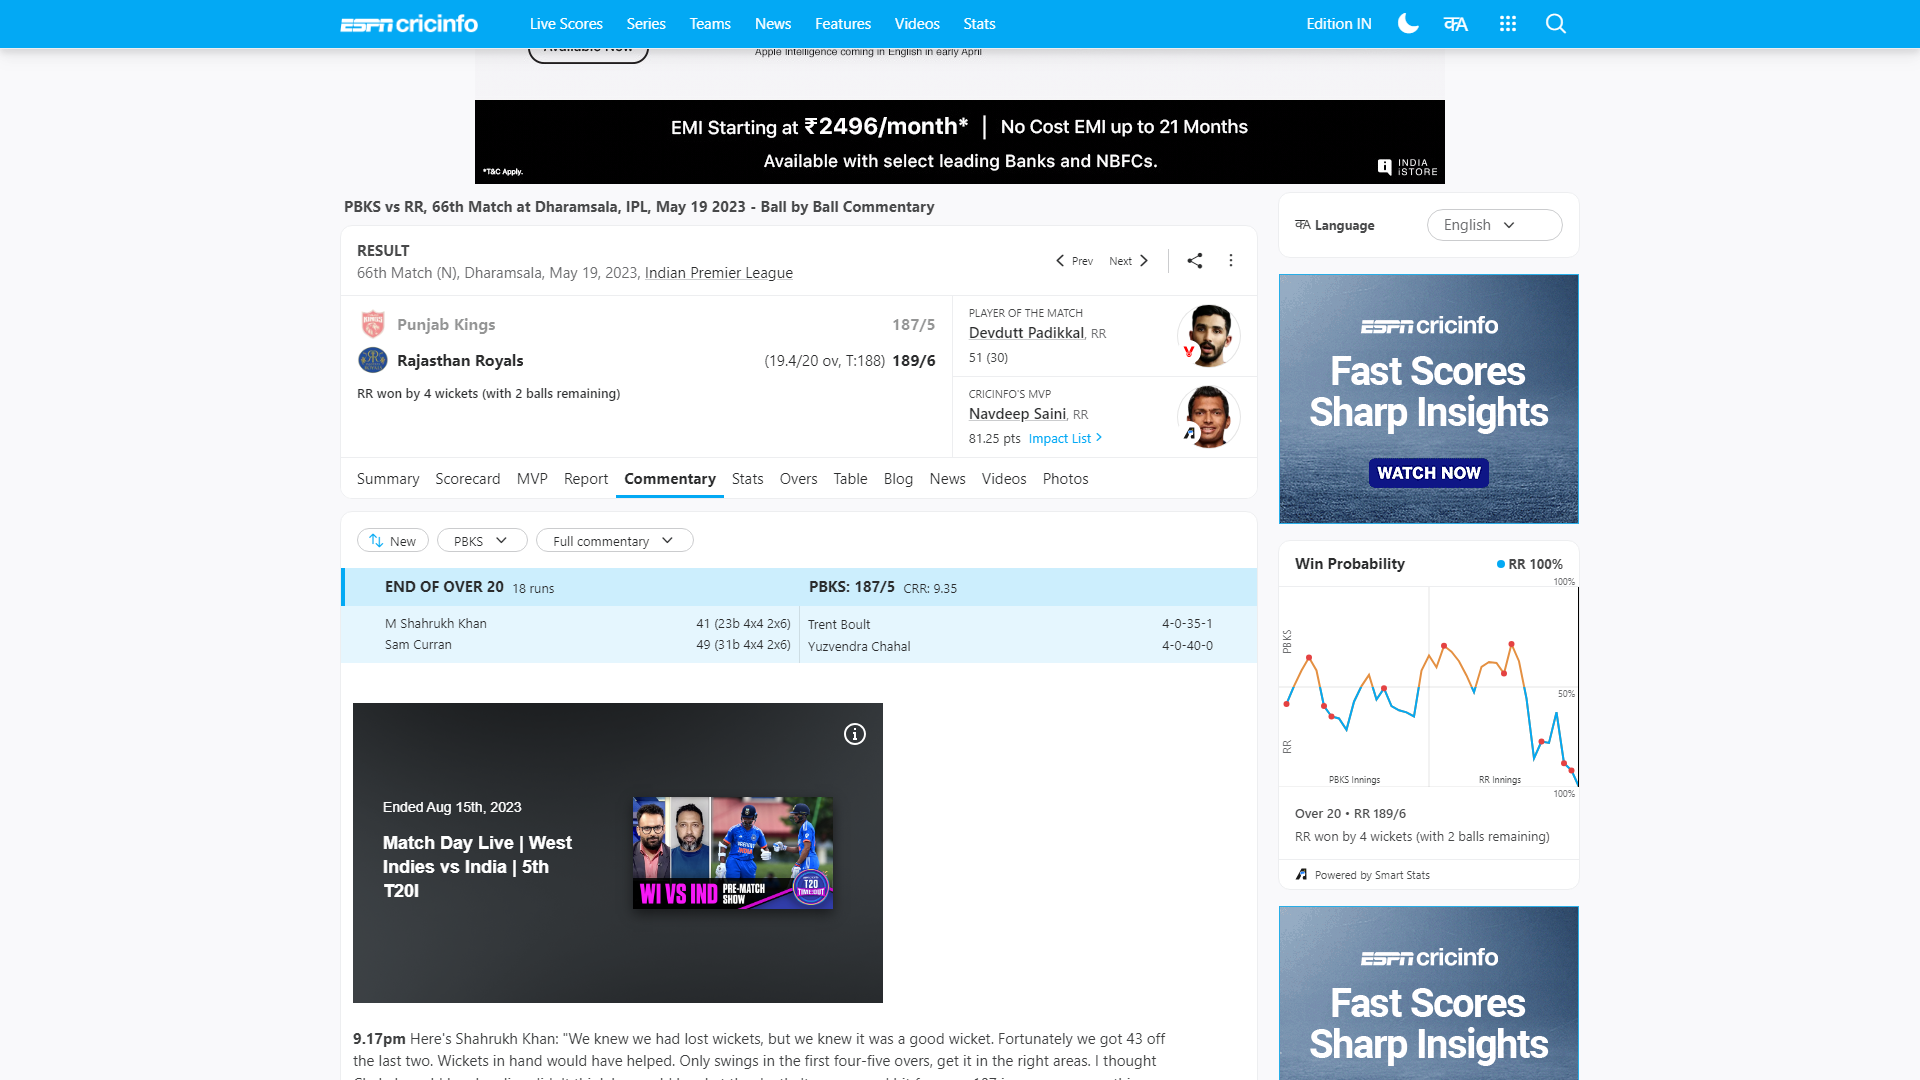 ESPN cricinfo
Live Scores
Series
Teams
News
Features
Videos
Stats
Edition IN
Available Now
Apple Intelligence coming in English in early April
EMI Starting at ₹2496/month* | No Cost EMI up to 21 Months
Available with select leading Banks and NBFCs.
*T&C Apply.
INDIA
iSTORE
PBKS vs RR, 66th Match at Dharamsala, IPL, May 19 2023 - Ball by Ball Commentary
RESULT
66th Match (N), Dharamsala, May 19, 2023, Indian Premier League
Prev
Next
Punjab Kings 187/5
Rajasthan Royals (19.4/20 ov, T:188) 189/6
RR won by 4 wickets (with 2 balls remaining)
PLAYER OF THE MATCH
Devdutt Padikkal, RR
51 (30)
CRICINFO'S MVP
Navdeep Saini, RR
81.25 pts Impact List
Summary
Scorecard
MVP
Report
Commentary
Stats
Overs
Table
Blog
News
Videos
Photos
New
PBKS
Full commentary
END OF OVER 20 18 runs
PBKS: 187/5 CRR: 9.35
M Shahrukh Khan 41 (23b 4x4 2x6)
Sam Curran 49 (31b 4x4 2x6)
Trent Boult 4-0-35-1
Yuzvendra Chahal 4-0-40-0
Ended Aug 15th, 2023
Match Day Live | West
Indies vs India | 5th
T20I
WI VS IND PRE-MATCH
SHOW
T20
TIME:OUT
9.17pm Here's Shahrukh Khan: "We knew we had lost wickets, but we knew it was a good wicket. Fortunately we got 43 off
the last two. Wickets in hand would have helped. Only swings in the first four-five overs, get it in the right areas. I thought
क/A Language
English
ESPN cricinfo
Fast Scores
Sharp Insights
WATCH NOW
Win Probability
RR 100%
100%
PBKS
50%
RR
PBKS Innings
RR Innings
100%
Over 20 • RR 189/6
RR won by 4 wickets (with 2 balls remaining)
Powered by Smart Stats
ESPN cricinfo
Fast Scores
Sharp Insights